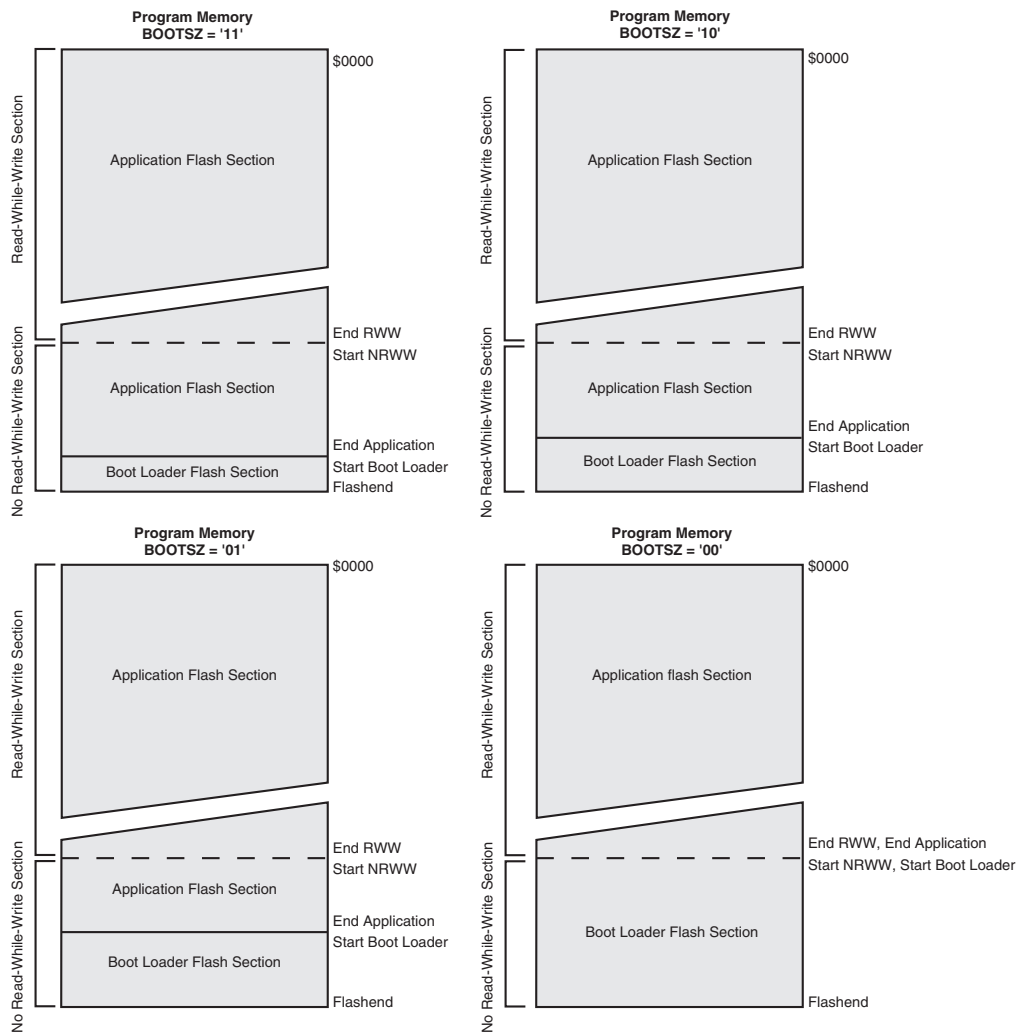 Program Memory
BOOTSZ = '11'
$0000
Read-While-Write Section
Application Flash Section
End RWW
Start NRWW
No Read-While-Write Section
Application Flash Section
End Application
Start Boot Loader
Boot Loader Flash Section
Flashend
Program Memory
BOOTSZ = '10'
$0000
Read-While-Write Section
Application Flash Section
End RWW
Start NRWW
No Read-While-Write Section
Application Flash Section
End Application
Start Boot Loader
Boot Loader Flash Section
Flashend
Program Memory
BOOTSZ = '01'
$0000
Read-While-Write Section
Application Flash Section
End RWW
Start NRWW
No Read-While-Write Section
Application Flash Section
End Application
Start Boot Loader
Boot Loader Flash Section
Flashend
Program Memory
BOOTSZ = '00'
$0000
Read-While-Write Section
Application flash Section
End RWW, End Application
Start NRWW, Start Boot Loader
No Read-While-Write Section
Boot Loader Flash Section
Flashend